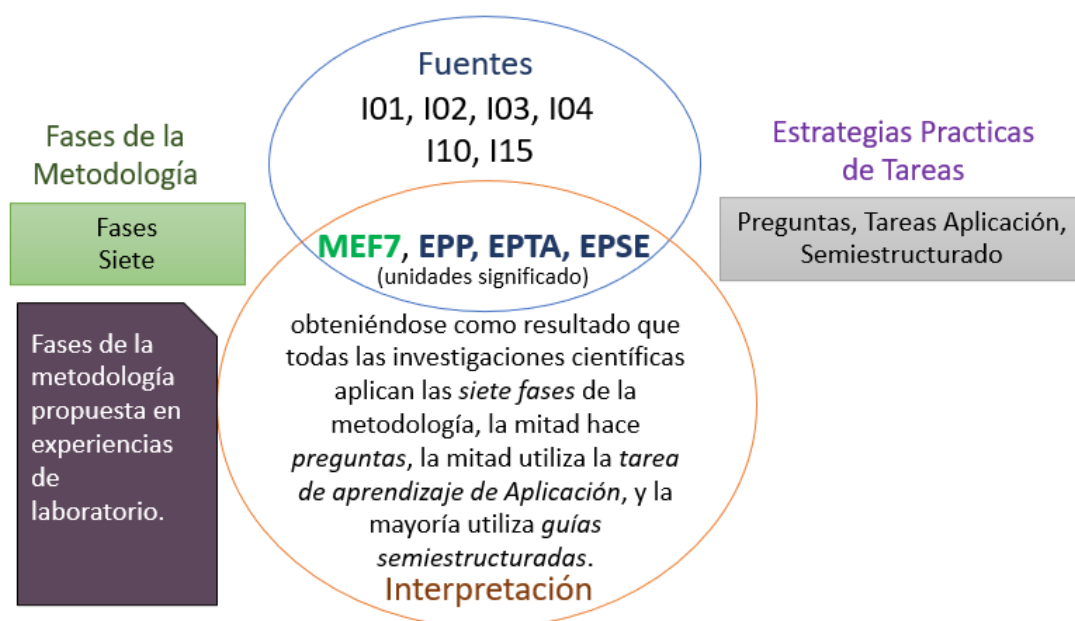 Fuentes
I01, I02, I03, I04
I10, I15
Fases de la
Metodología
Fases
Siete
Estrategias Practicas
de Tareas
Preguntas, Tareas Aplicación,
Semiestructurado
MEF7, EPP, EPTA, EPSE
(unidades significado)
Fases de la
metodología
propuesta en
experiencias
de
laboratorio.
obteniéndose como resultado que
todas las investigaciones científicas
aplican las siete fases de la
metodología, la mitad hace
preguntas, la mitad utiliza la tarea
de aprendizaje de Aplicación, y la
mayoría utiliza guías
semiestructuradas.
Interpretación